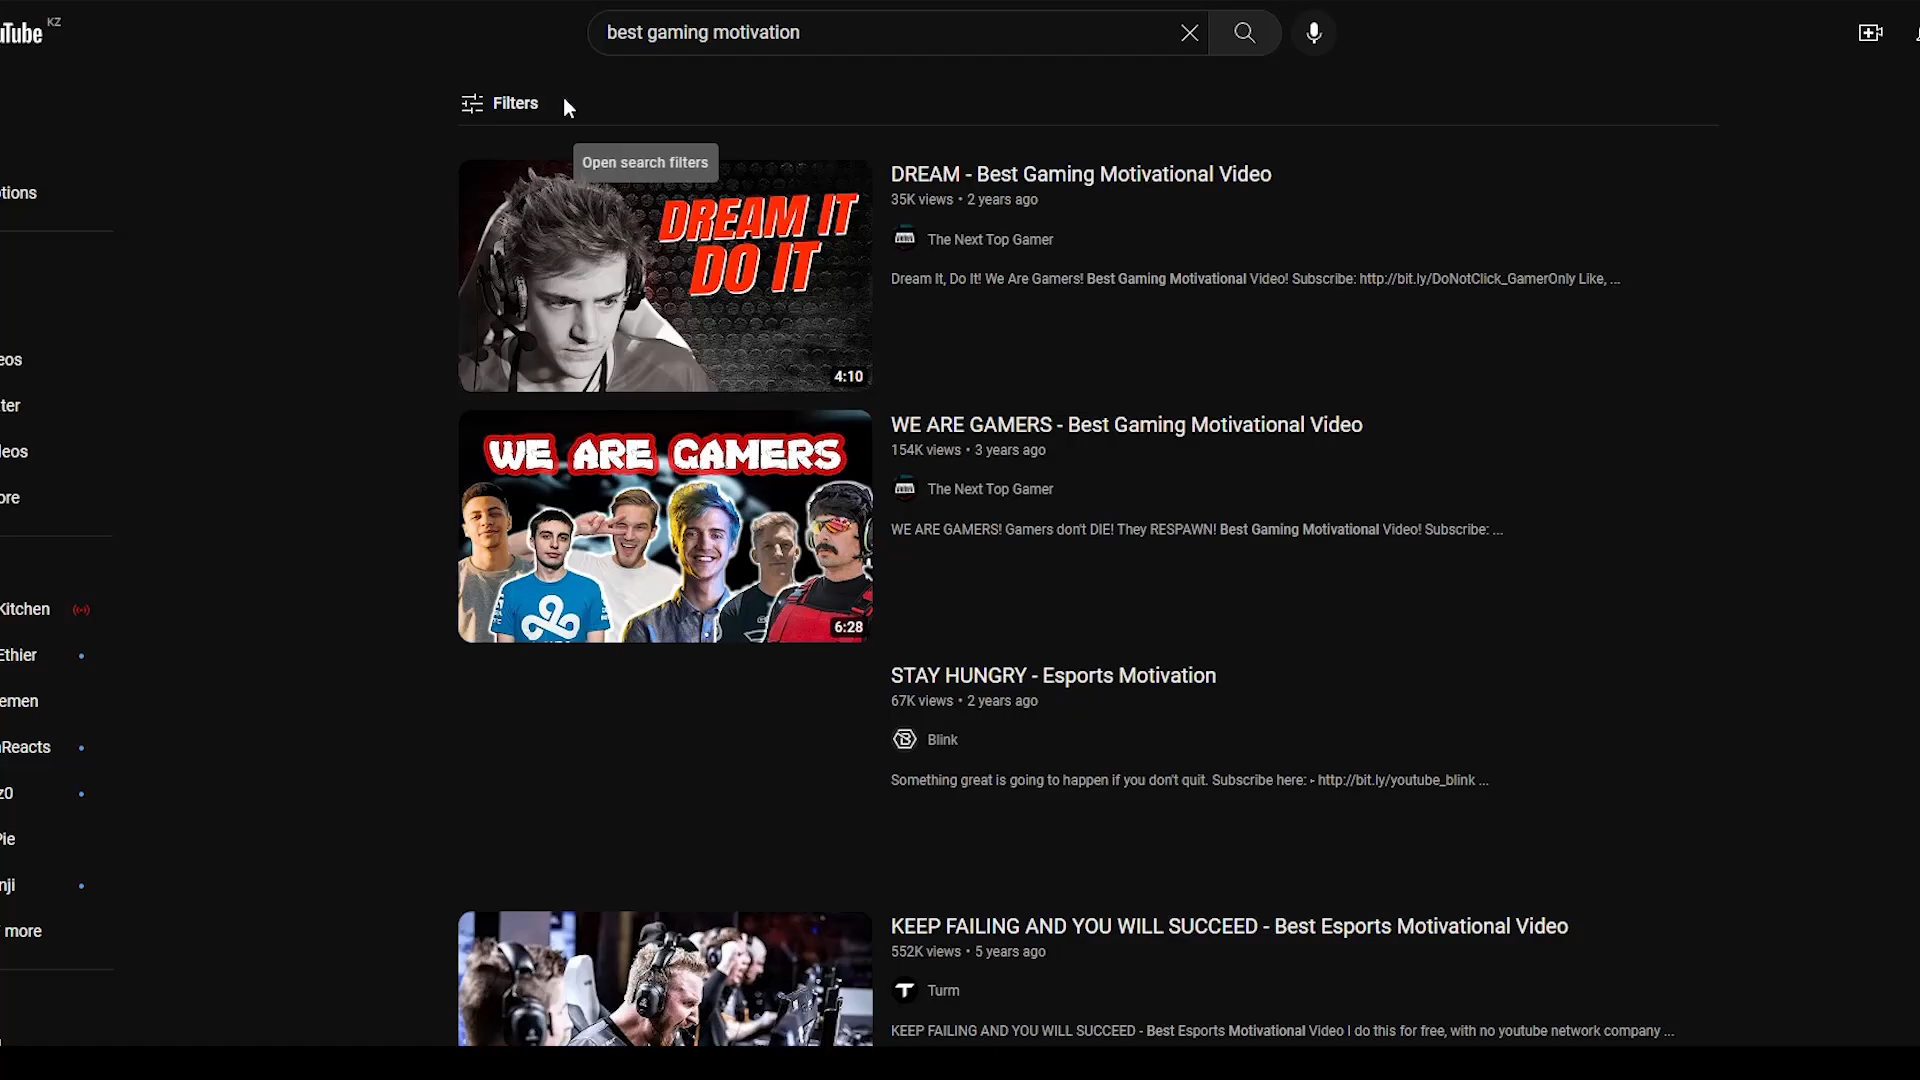 uTube KZ
best gaming motivation
Filters
Open search filters
DREAM IT
DO IT
4:10
DREAM - Best Gaming Motivational Video
35K views • 2 years ago
The Next Top Gamer
Dream It, Do It! We Are Gamers! Best Gaming Motivational Video! Subscribe: http://bit.ly/DoNotClick_GamerOnly Like, ...
WE ARE GAMERS
6:28
WE ARE GAMERS - Best Gaming Motivational Video
154K views • 3 years ago
The Next Top Gamer
WE ARE GAMERS! Gamers don't DIE! They RESPAWN! Best Gaming Motivational Video! Subscribe: ...
STAY HUNGRY - Esports Motivation
67K views • 2 years ago
Blink
Something great is going to happen if you don't quit. Subscribe here: ▸ http://bit.ly/youtube_blink ...
KEEP FAILING AND YOU WILL SUCCEED - Best Esports Motivational Video
552K views • 5 years ago
Turm
KEEP FAILING AND YOU WILL SUCCEED - Best Esports Motivational Video I do this for free, with no youtube network company ...
otions
eos
ter
deos
ore
Kitchen
Ethier
emen
Reacts
z0
Pie
nji
more